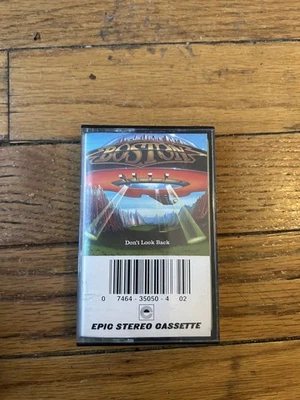 BOSTON
Don't Look Back
0 7464-35050-4 02
EPIC STEREO CASSETTE